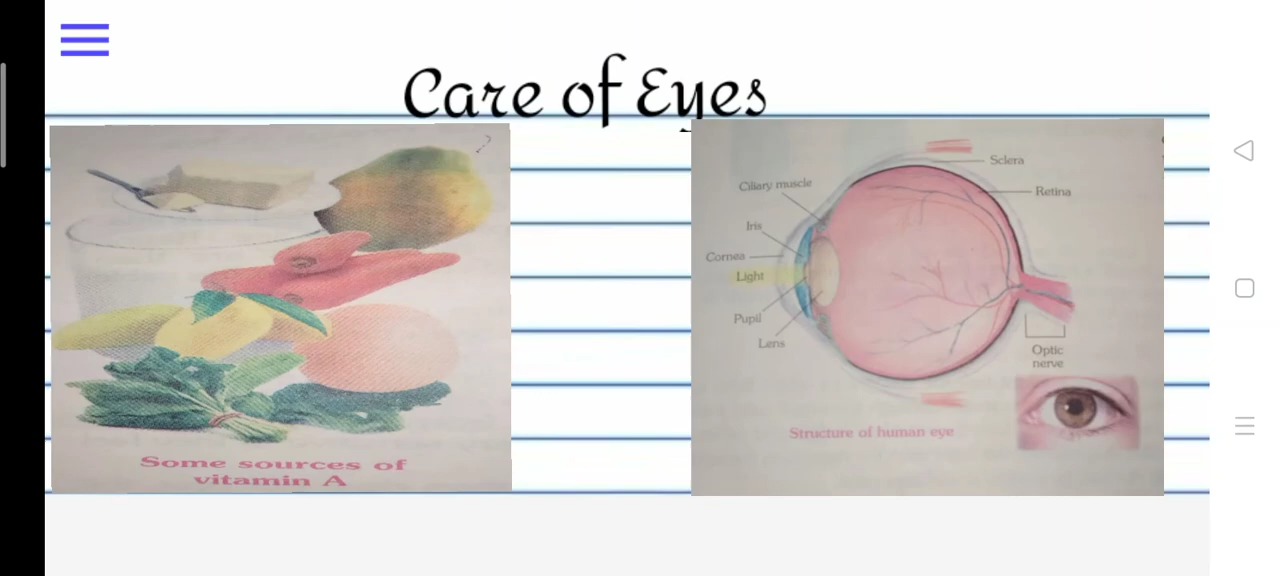 Care of Eyes
Some sources of
vitamin A
Sclera
Ciliary muscle
Retina
Iris
Cornea
Light
Pupil
Lens
Optic
nerve
Structure of human eye